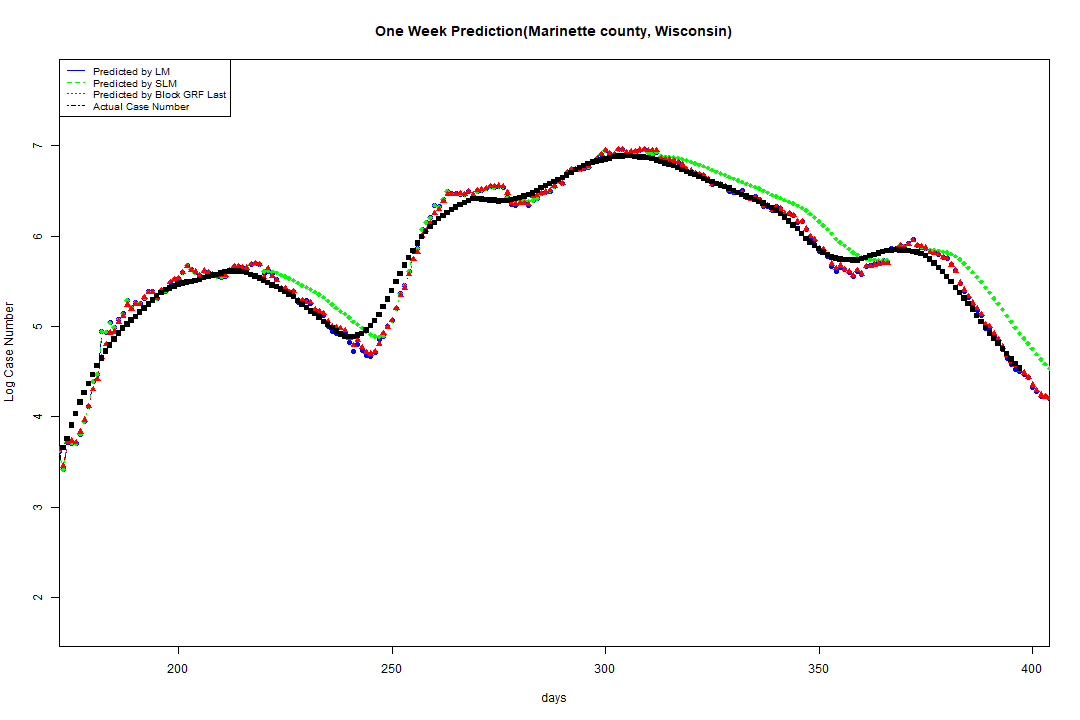 One Week Prediction(Marinette county, Wisconsin)
Predicted by LM
Predicted by SLM
Predicted by Block GRF Last
Actual Case Number
Log Case Number
7
6
5
4
3
2
200 250 300 350 400
days